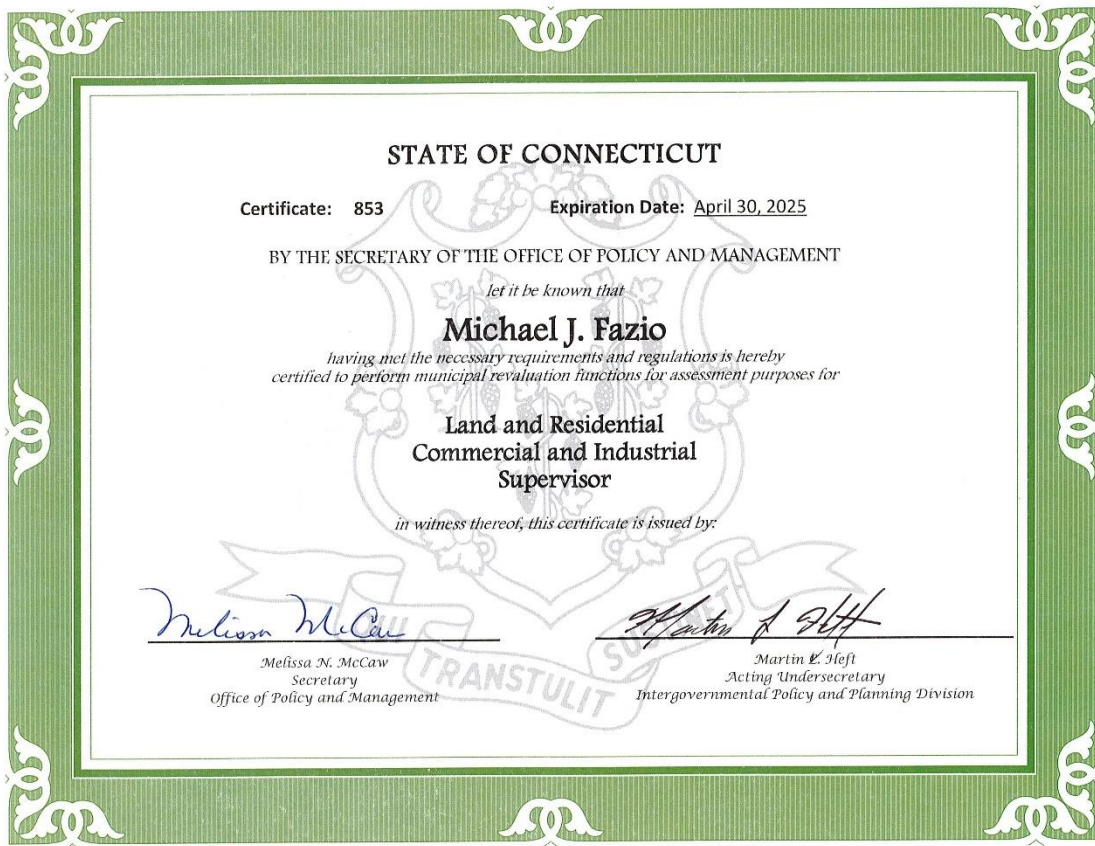 STATE OF CONNECTICUT
Certificate: 853 Expiration Date: April 30, 2025
BY THE SECRETARY OF THE OFFICE OF POLICY AND MANAGEMENT
let it be known that
Michael J. Fazio
having met the necessary requirements and regulations is hereby
certified to perform municipal revaluation functions for assessment purposes for
Land and Residential
Commercial and Industrial
Supervisor
in witness thereof, this certificate is issued by:
Melissa McCaw
Martin L Heft
Melissa N. McCaw
Secretary
Office of Policy and Management
Martin L. Heft
Acting Undersecretary
Intergovernmental Policy and Planning Division
QUI TRANSTULIT SUSTINET